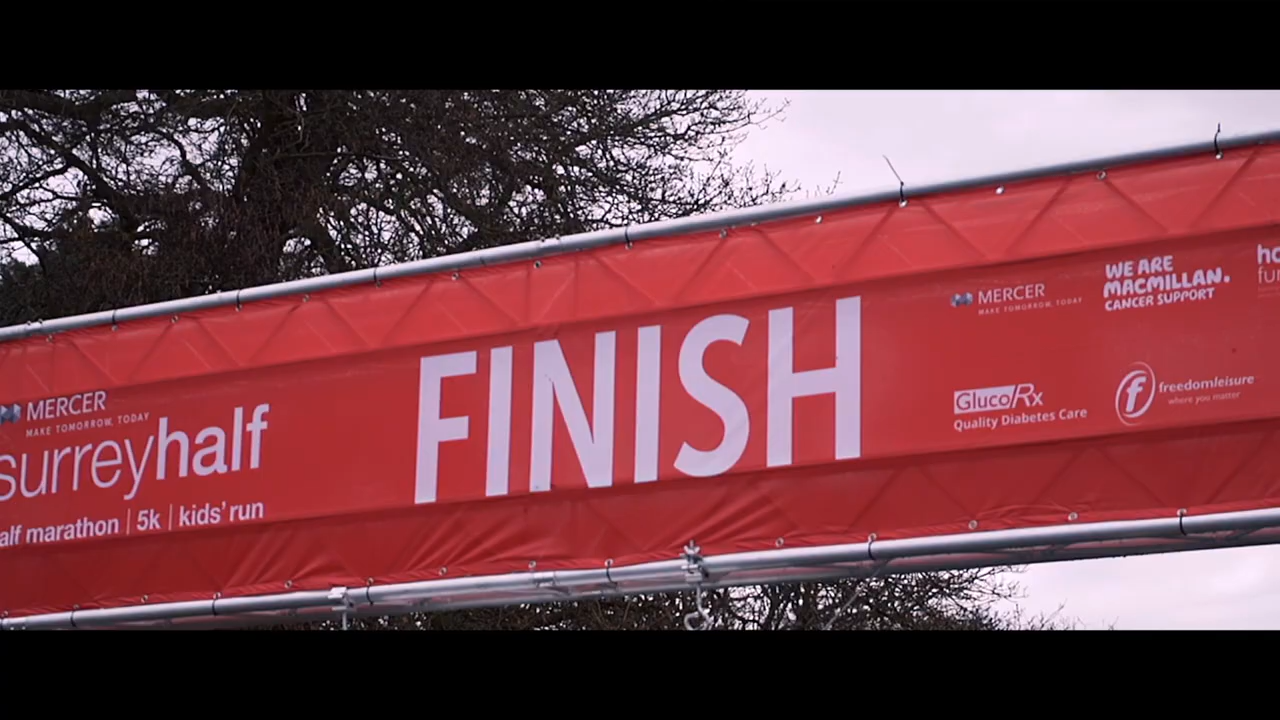 MERCER
MAKE TOMORROW, TODAY
surreyhalf
half marathon | 5k | kids' run
FINISH
MERCER
MAKE TOMORROW, TODAY
WE ARE
MACMILLAN.
CANCER SUPPORT
GlucoRx
Quality Diabetes Care
freedomleisure
where you matter